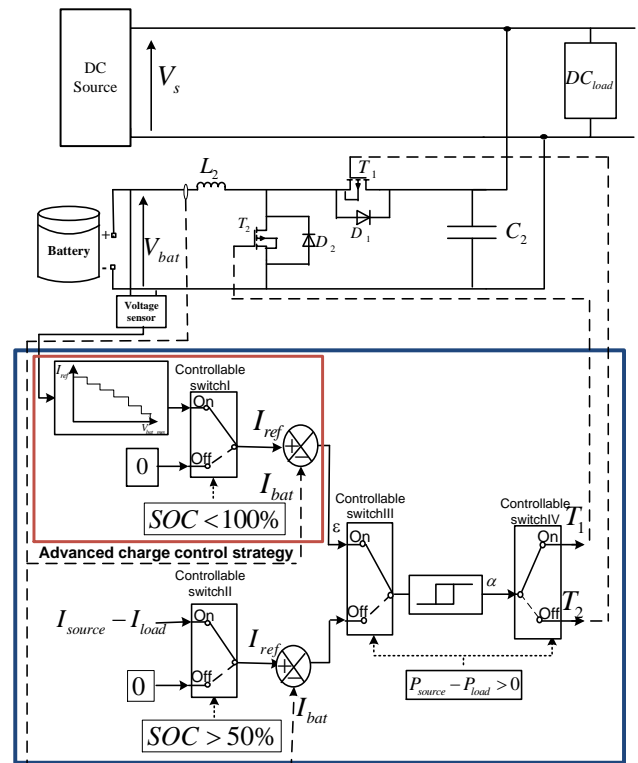 DC
Source
V_s
DC_load
L_2
T_1
D_1
T_2
D_2
C_2
Battery
+
-
V_bat
Voltage
sensor
I_ref
V_bat_mes
Controllable
switchI
On
Off
0
I_ref
+
-
I_bat
SOC < 100%
Advanced charge control strategy
ε
Controllable
switchIII
On
Off
α
Controllable
switchIV
On
Off
T_1
T_2
Controllable
switchII
I_source − I_load
On
Off
0
I_ref
+
-
I_bat
SOC > 50%
P_source − P_load > 0